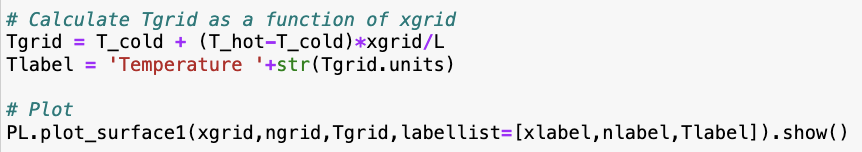 # Calculate Tgrid as a function of xgrid
Tgrid = T_cold + (T_hot-T_cold)*xgrid/L
Tlabel = 'Temperature '+str(Tgrid.units)
# Plot
PL.plot_surface1(xgrid,ngrid,Tgrid,labellist=[xlabel,nlabel,Tlabel]).show()